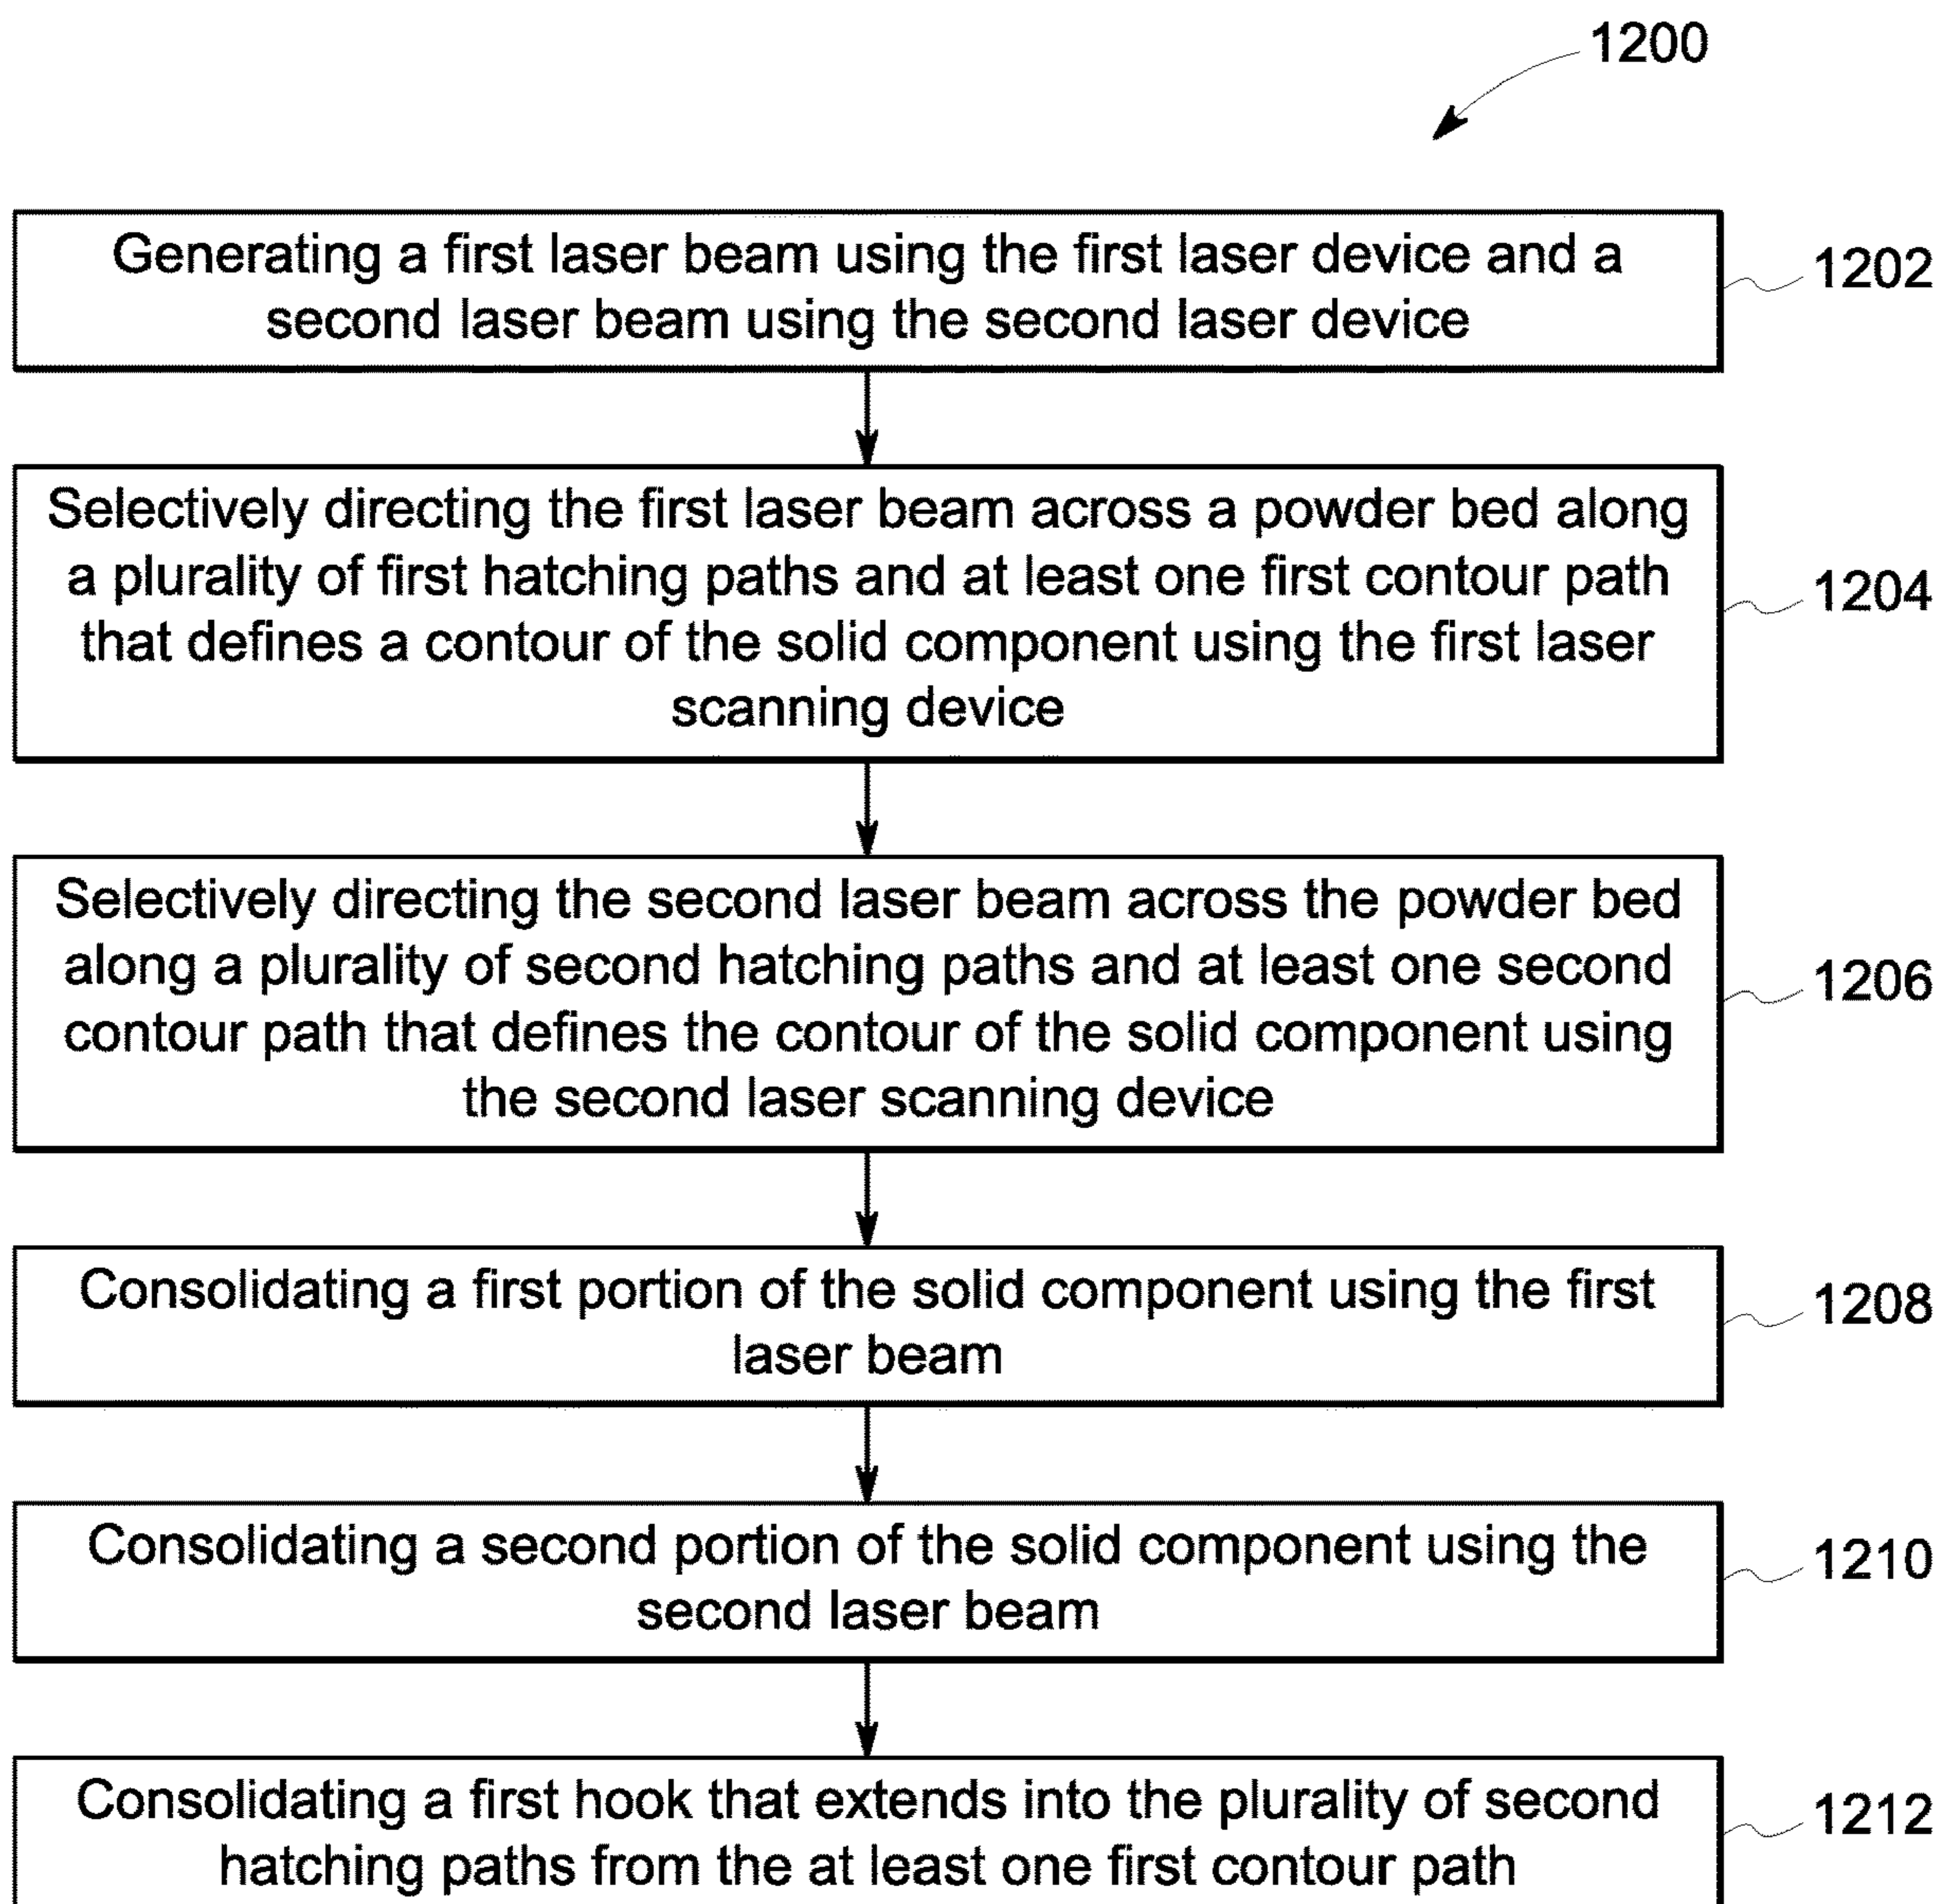 1200
Generating a first laser beam using the first laser device and a
second laser beam using the second laser device
1202
Selectively directing the first laser beam across a powder bed along
a plurality of first hatching paths and at least one first contour path
that defines a contour of the solid component using the first laser
scanning device
1204
Selectively directing the second laser beam across the powder bed
along a plurality of second hatching paths and at least one second
contour path that defines the contour of the solid component using
the second laser scanning device
1206
Consolidating a first portion of the solid component using the first
laser beam
1208
Consolidating a second portion of the solid component using the
second laser beam
1210
Consolidating a first hook that extends into the plurality of second
hatching paths from the at least one first contour path
1212